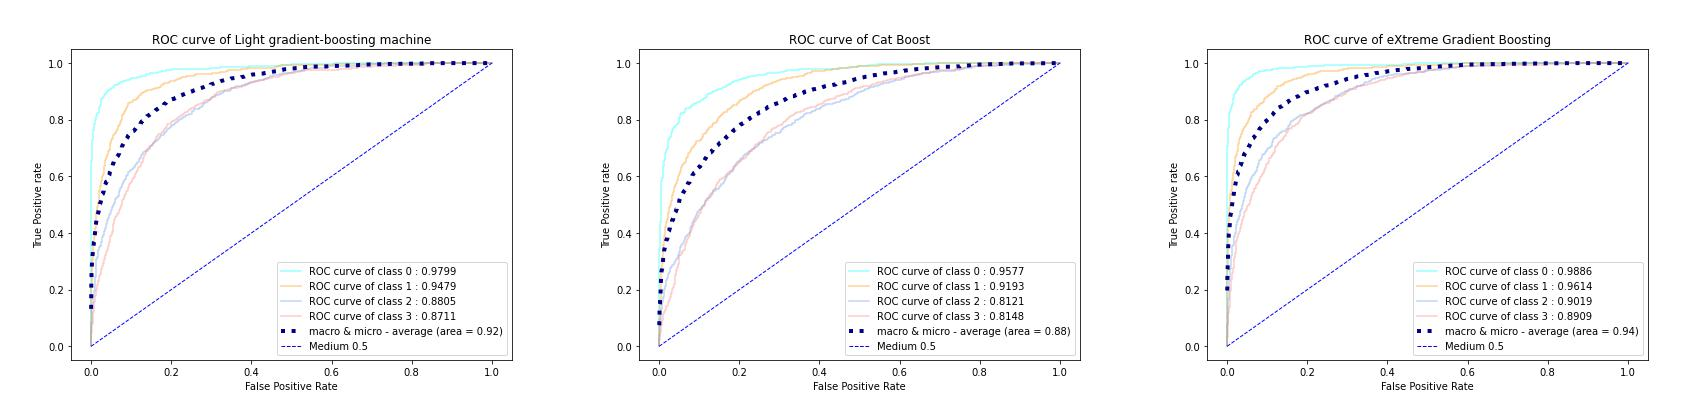 ROC curve of Light gradient-boosting machine
True Positive rate
1.0
0.8
0.6
0.4
0.2
0.0
ROC curve of class 0 : 0.9799
ROC curve of class 1 : 0.9479
ROC curve of class 2 : 0.8805
ROC curve of class 3 : 0.8711
macro & micro - average (area = 0.92)
Medium 0.5
0.0 0.2 0.4 0.6 0.8 1.0
False Positive Rate
ROC curve of Cat Boost
True Positive rate
1.0
0.8
0.6
0.4
0.2
0.0
ROC curve of class 0 : 0.9577
ROC curve of class 1 : 0.9193
ROC curve of class 2 : 0.8121
ROC curve of class 3 : 0.8148
macro & micro - average (area = 0.88)
Medium 0.5
0.0 0.2 0.4 0.6 0.8 1.0
False Positive Rate
ROC curve of eXtreme Gradient Boosting
True Positive rate
1.0
0.8
0.6
0.4
0.2
0.0
ROC curve of class 0 : 0.9886
ROC curve of class 1 : 0.9614
ROC curve of class 2 : 0.9019
ROC curve of class 3 : 0.8909
macro & micro - average (area = 0.94)
Medium 0.5
0.0 0.2 0.4 0.6 0.8 1.0
False Positive Rate